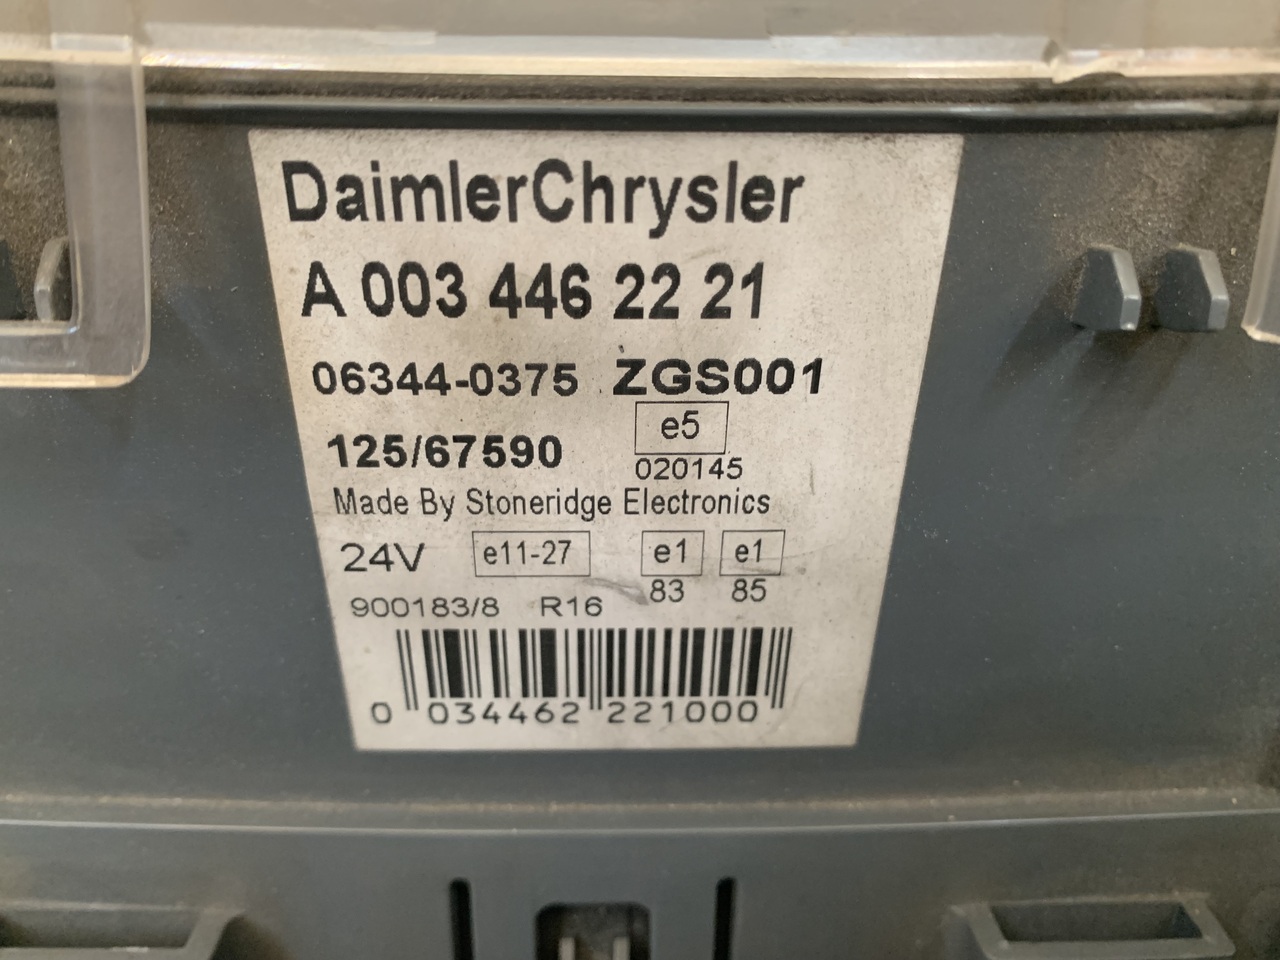 DaimlerChrysler
A 003 446 22 21
06344-0375 ZGS001
e5
125/67590
020145
Made By Stoneridge Electronics
24V e11-27 e1 e1
83 85
900183/8 R16
0 034462 221000